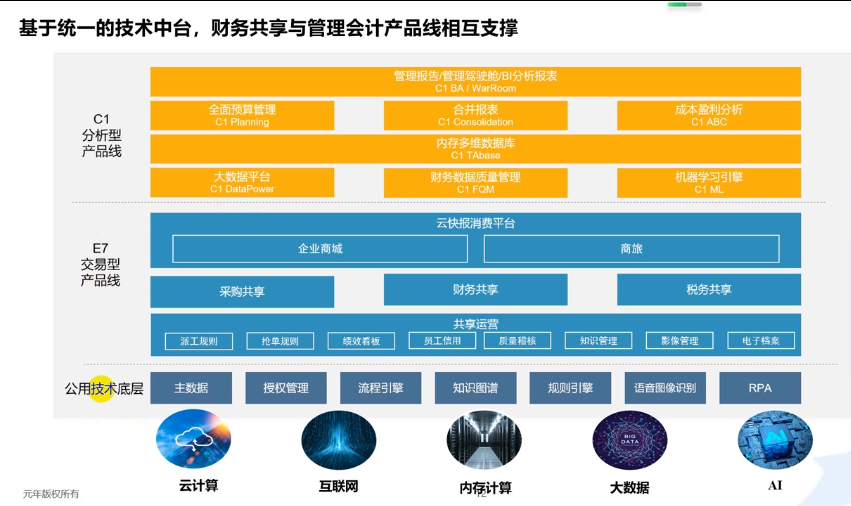 基于统一的技术中台，财务共享与管理会计产品线相互支撑
C1
分析型
产品线
管理报告/管理驾驶舱/BI分析报表
C1 BA / WarRoom
全面预算管理
C1 Planning
合并报表
C1 Consolidation
成本盈利分析
C1 ABC
内存多维数据库
C1 TAbase
大数据平台
C1 DataPower
财务数据质量管理
C1 FQM
机器学习引擎
C1 ML
E7
交易型
产品线
云快报消费平台
企业商城
商旅
采购共享
财务共享
税务共享
共享运营
派工规则
抢单规则
绩效看板
员工信用
质量稽核
知识管理
影像管理
电子档案
公用技术底层
主数据
授权管理
流程引擎
知识图谱
规则引擎
语音图像识别
RPA
BIG
DATA
AI
云计算
互联网
内存计算
大数据
AI
元年版权所有
12